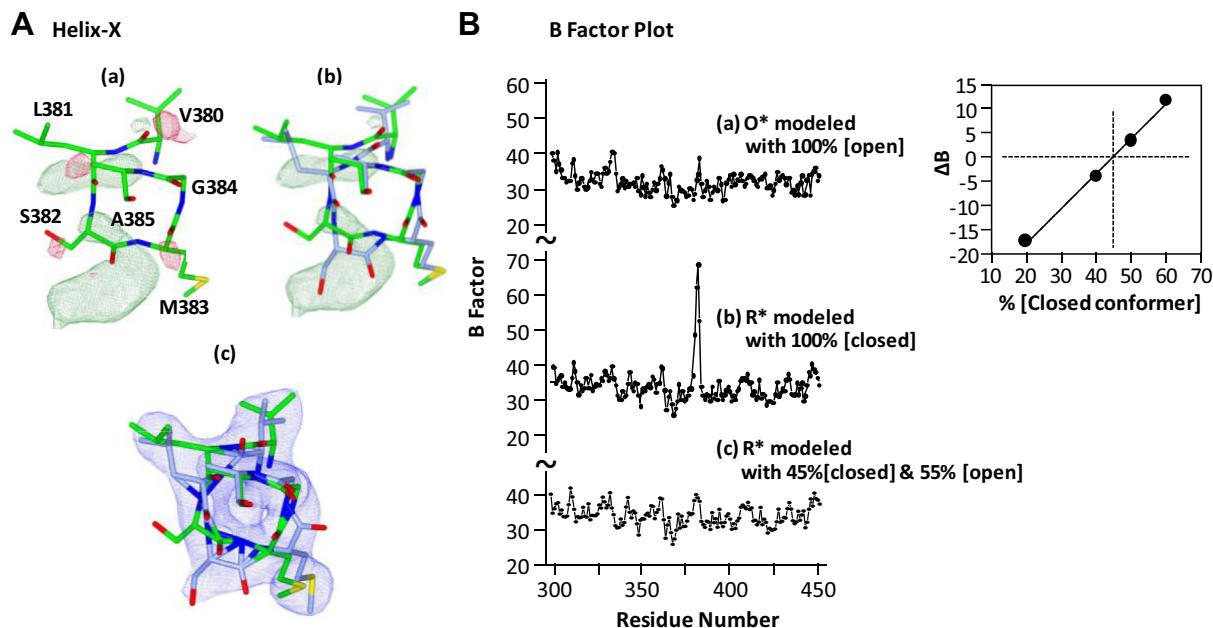 A Helix-X
(a)
(b)
L381
V380
G384
S382
A385
M383
(c)
B B Factor Plot
60
50
40
30
20
70
60
50
40
30
20
40
30
20
B Factor
(a) O* modeled
with 100% [open]
(b) R* modeled
with 100% [closed]
(c) R* modeled
with 45%[closed] & 55% [open]
300
350
400
450
Residue Number
15
10
5
0
-5
-10
-15
-20
ΔB
10 20 30 40 50 60 70
% [Closed conformer]